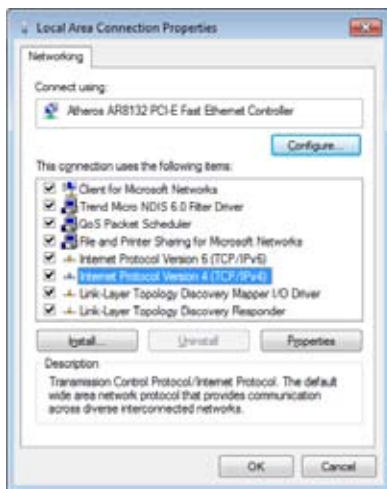 Local Area Connection Properties
Networking
Connect using:
Atheros AR8132 PCI-E Fast Ethernet Controller
Configure...
This connection uses the following items:
Client for Microsoft Networks
Trend Micro NDIS 6.0 Filter Driver
QoS Packet Scheduler
File and Printer Sharing for Microsoft Networks
Internet Protocol Version 6 (TCP/IPv6)
Internet Protocol Version 4 (TCP/IPv4)
Link-Layer Topology Discovery Mapper I/O Driver
Link-Layer Topology Discovery Responder
Install...
Uninstall
Properties
Description
Transmission Control Protocol/Internet Protocol. The default
wide area network protocol that provides communication
across diverse interconnected networks.
OK
Cancel